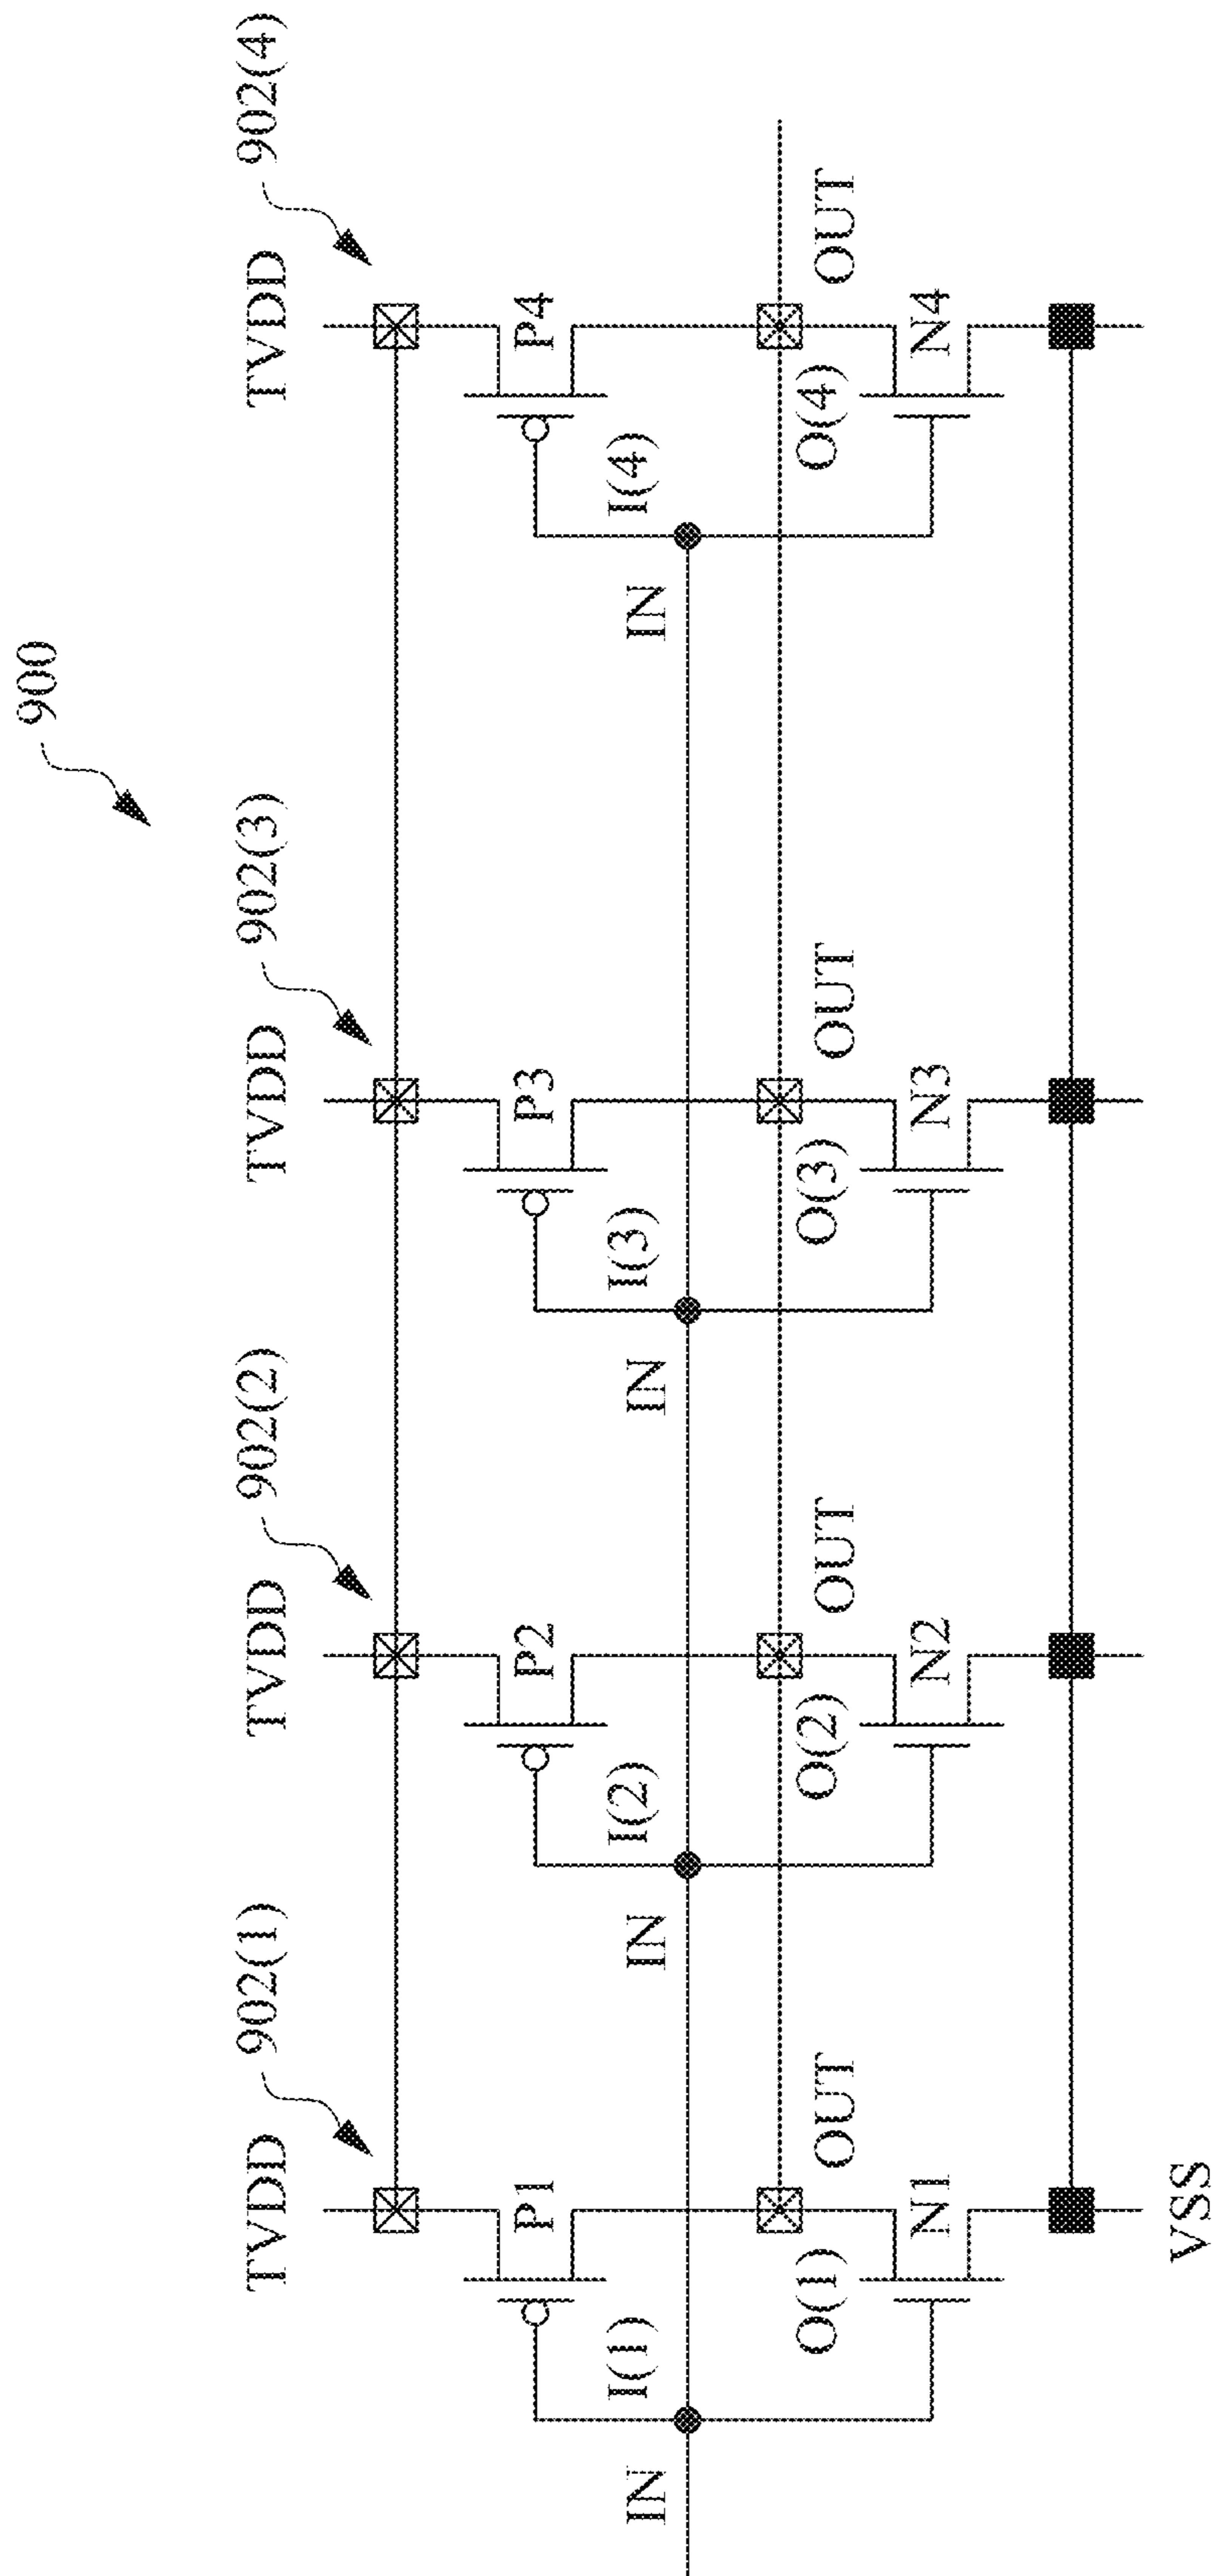 900
TVDD
902(1)
TVDD
902(2)
TVDD
902(3)
TVDD
902(4)
P1
P2
P3
P4
I(1)
I(2)
I(3)
I(4)
IN
IN
IN
IN
O(1)
OUT
O(2)
OUT
O(3)
OUT
O(4)
OUT
N1
N2
N3
N4
VSS